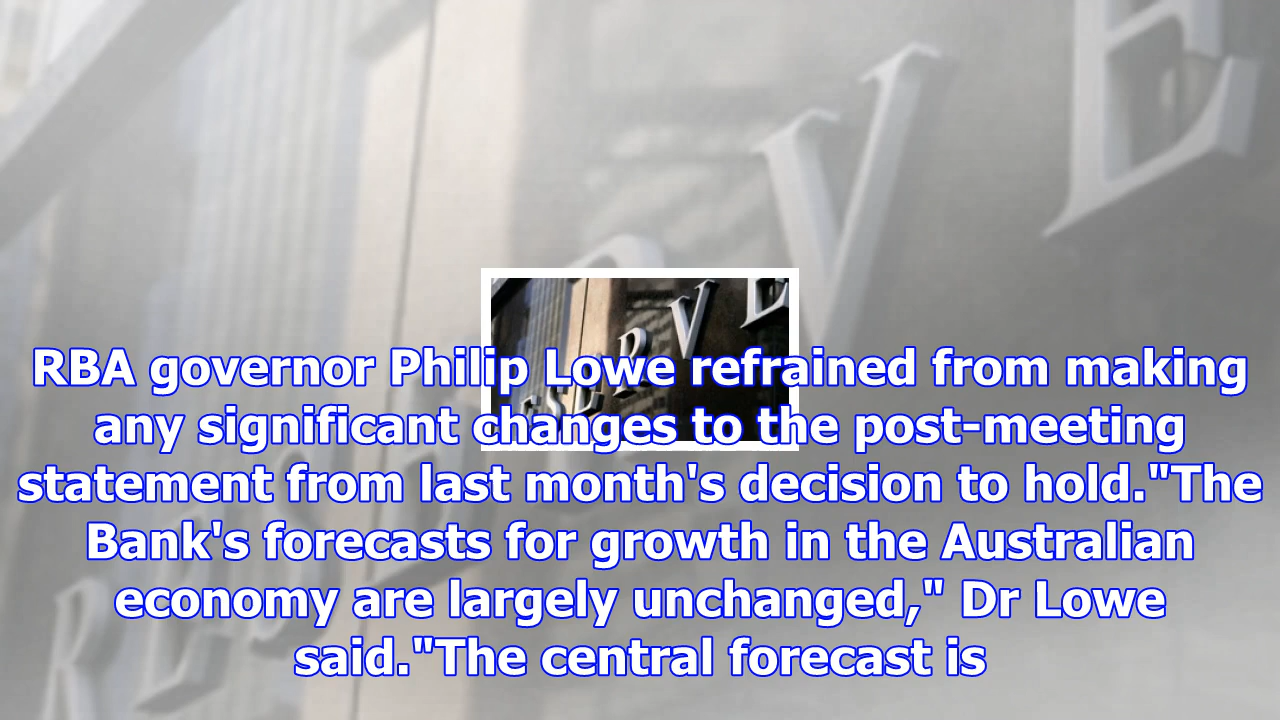 RESERVE
RESERVE
RBA governor Philip Lowe refrained from making
any significant changes to the post-meeting
statement from last month's decision to hold."The
Bank's forecasts for growth in the Australian
economy are largely unchanged," Dr Lowe
said."The central forecast is